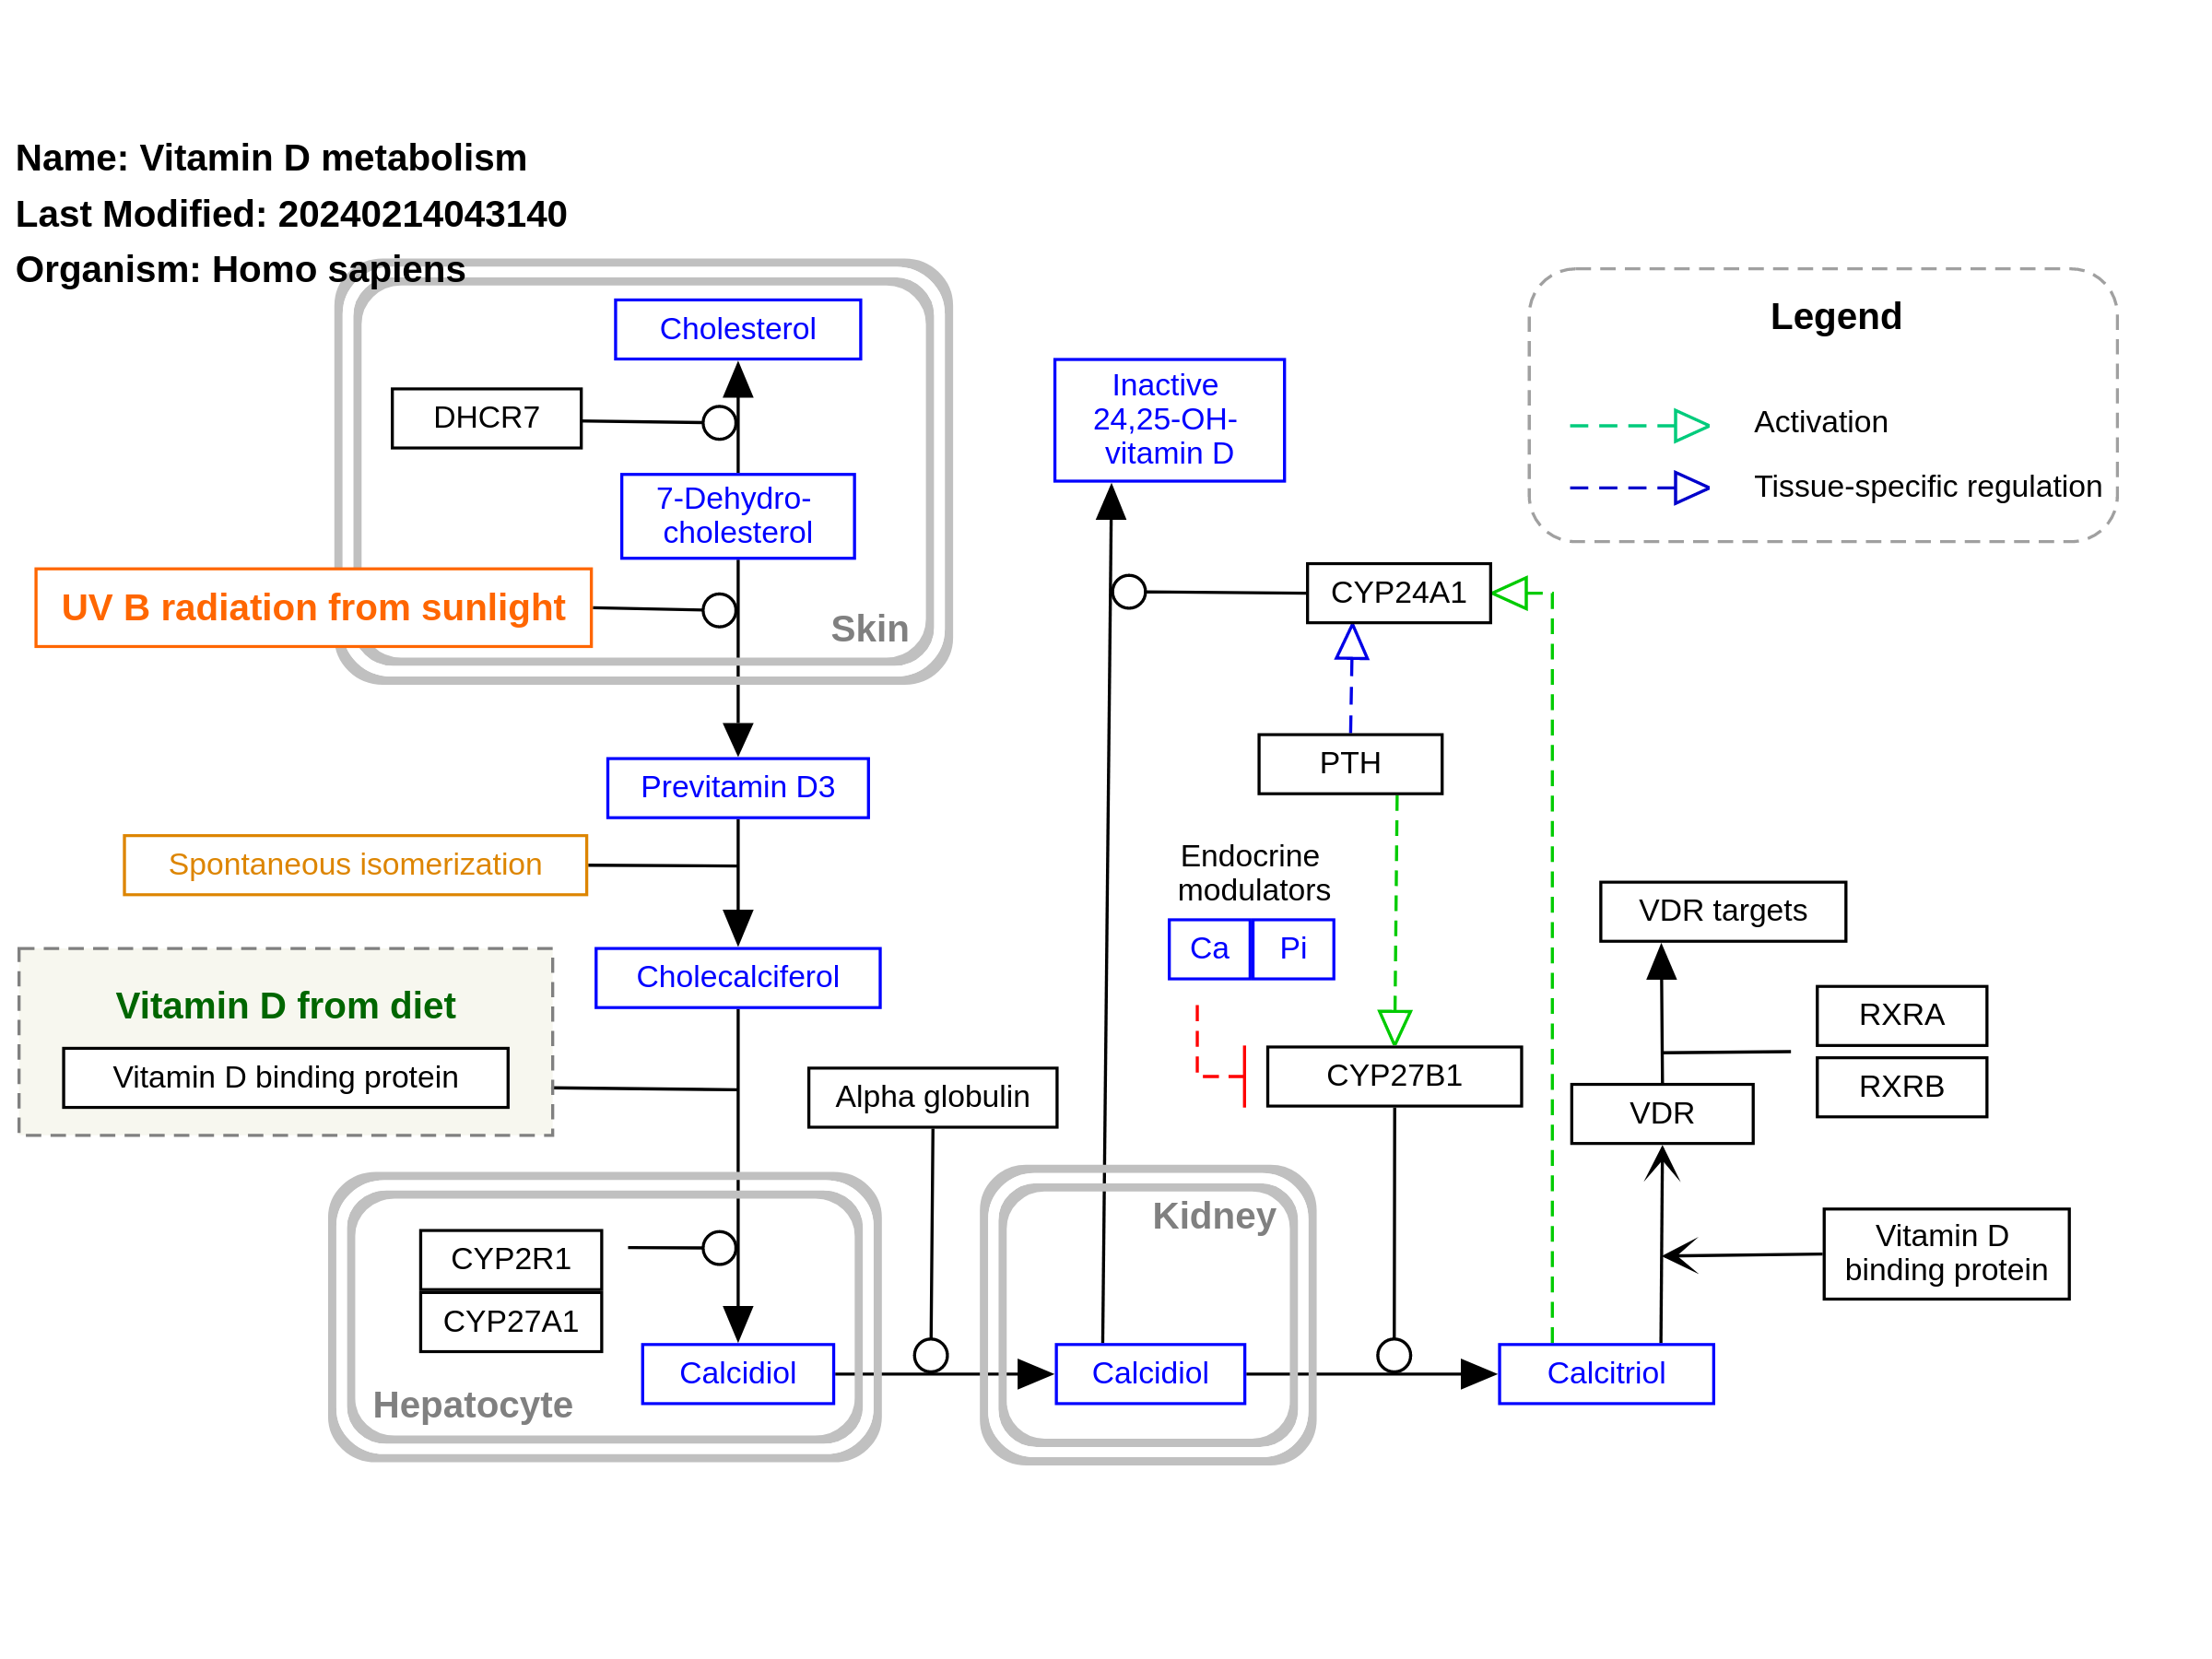 Name: Vitamin D metabolism
Last Modified: 20240214043140
Organism: Homo sapiens
Cholesterol
DHCR7
7-Dehydro-
cholesterol
UV B radiation from sunlight
Skin
Previtamin D3
Spontaneous isomerization
Cholecalciferol
Vitamin D from diet
Vitamin D binding protein
Alpha globulin
CYP2R1
CYP27A1
Calcidiol
Hepatocyte
Inactive
24,25-OH-
vitamin D
CYP24A1
PTH
Endocrine
modulators
Ca
Pi
CYP27B1
Kidney
Calcidiol
Calcitriol
Legend
Activation
Tissue-specific regulation
VDR targets
RXRA
RXRB
VDR
Vitamin D
binding protein